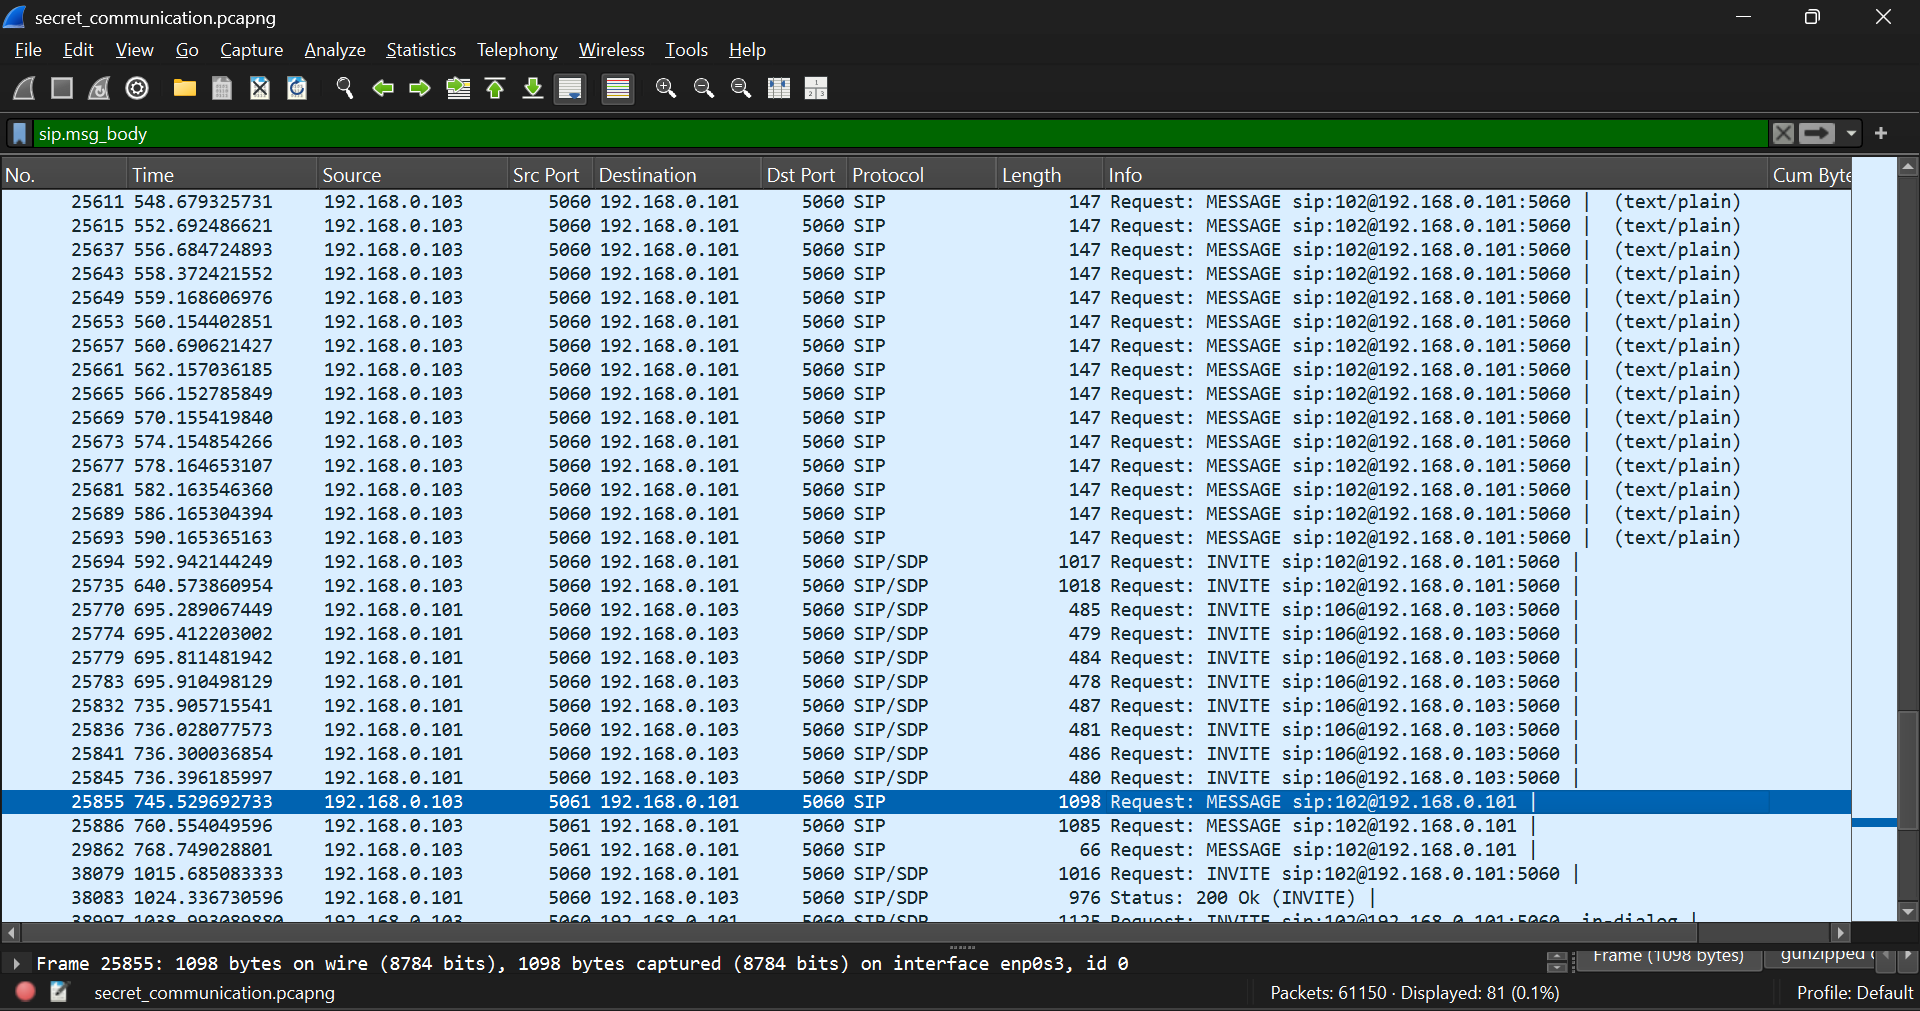 secret_communication.pcapng
File Edit View Go Capture Analyze Statistics Telephony Wireless Tools Help
sip.msg_body
No. Time Source Src Port Destination Dst Port Protocol Length Info Cum Byte
25611 548.679325731 192.168.0.103 5060 192.168.0.101 5060 SIP 147 Request: MESSAGE sip:102@192.168.0.101:5060 | (text/plain)
25615 552.692486621 192.168.0.103 5060 192.168.0.101 5060 SIP 147 Request: MESSAGE sip:102@192.168.0.101:5060 | (text/plain)
25637 556.684724893 192.168.0.103 5060 192.168.0.101 5060 SIP 147 Request: MESSAGE sip:102@192.168.0.101:5060 | (text/plain)
25643 558.372421552 192.168.0.103 5060 192.168.0.101 5060 SIP 147 Request: MESSAGE sip:102@192.168.0.101:5060 | (text/plain)
25649 559.168606976 192.168.0.103 5060 192.168.0.101 5060 SIP 147 Request: MESSAGE sip:102@192.168.0.101:5060 | (text/plain)
25653 560.154402851 192.168.0.103 5060 192.168.0.101 5060 SIP 147 Request: MESSAGE sip:102@192.168.0.101:5060 | (text/plain)
25657 560.690621427 192.168.0.103 5060 192.168.0.101 5060 SIP 147 Request: MESSAGE sip:102@192.168.0.101:5060 | (text/plain)
25661 562.157036185 192.168.0.103 5060 192.168.0.101 5060 SIP 147 Request: MESSAGE sip:102@192.168.0.101:5060 | (text/plain)
25665 566.152785849 192.168.0.103 5060 192.168.0.101 5060 SIP 147 Request: MESSAGE sip:102@192.168.0.101:5060 | (text/plain)
25669 570.155419840 192.168.0.103 5060 192.168.0.101 5060 SIP 147 Request: MESSAGE sip:102@192.168.0.101:5060 | (text/plain)
25673 574.154854266 192.168.0.103 5060 192.168.0.101 5060 SIP 147 Request: MESSAGE sip:102@192.168.0.101:5060 | (text/plain)
25677 578.164653107 192.168.0.103 5060 192.168.0.101 5060 SIP 147 Request: MESSAGE sip:102@192.168.0.101:5060 | (text/plain)
25681 582.163546360 192.168.0.103 5060 192.168.0.101 5060 SIP 147 Request: MESSAGE sip:102@192.168.0.101:5060 | (text/plain)
25689 586.165304394 192.168.0.103 5060 192.168.0.101 5060 SIP 147 Request: MESSAGE sip:102@192.168.0.101:5060 | (text/plain)
25693 590.165365163 192.168.0.103 5060 192.168.0.101 5060 SIP 147 Request: MESSAGE sip:102@192.168.0.101:5060 | (text/plain)
25694 592.942144249 192.168.0.103 5060 192.168.0.101 5060 SIP/SDP 1017 Request: INVITE sip:102@192.168.0.101:5060 |
25735 640.573860954 192.168.0.103 5060 192.168.0.101 5060 SIP/SDP 1018 Request: INVITE sip:102@192.168.0.101:5060 |
25770 695.289067449 192.168.0.101 5060 192.168.0.103 5060 SIP/SDP 485 Request: INVITE sip:106@192.168.0.103:5060 |
25774 695.412203002 192.168.0.101 5060 192.168.0.103 5060 SIP/SDP 479 Request: INVITE sip:106@192.168.0.103:5060 |
25779 695.811481942 192.168.0.101 5060 192.168.0.103 5060 SIP/SDP 484 Request: INVITE sip:106@192.168.0.103:5060 |
25783 695.910498129 192.168.0.101 5060 192.168.0.103 5060 SIP/SDP 478 Request: INVITE sip:106@192.168.0.103:5060 |
25832 735.905715541 192.168.0.101 5060 192.168.0.103 5060 SIP/SDP 487 Request: INVITE sip:106@192.168.0.103:5060 |
25836 736.028077573 192.168.0.101 5060 192.168.0.103 5060 SIP/SDP 481 Request: INVITE sip:106@192.168.0.103:5060 |
25841 736.300036854 192.168.0.101 5060 192.168.0.103 5060 SIP/SDP 486 Request: INVITE sip:106@192.168.0.103:5060 |
25845 736.396185997 192.168.0.101 5060 192.168.0.103 5060 SIP/SDP 480 Request: INVITE sip:106@192.168.0.103:5060 |
25855 745.529692733 192.168.0.103 5061 192.168.0.101 5060 SIP 1098 Request: MESSAGE sip:102@192.168.0.101 |
25886 760.554049596 192.168.0.103 5061 192.168.0.101 5060 SIP 1085 Request: MESSAGE sip:102@192.168.0.101 |
29862 768.749028801 192.168.0.103 5061 192.168.0.101 5060 SIP 66 Request: MESSAGE sip:102@192.168.0.101 |
38079 1015.685083333 192.168.0.103 5060 192.168.0.101 5060 SIP/SDP 1016 Request: INVITE sip:102@192.168.0.101:5060 |
38083 1024.336730596 192.168.0.101 5060 192.168.0.103 5060 SIP/SDP 976 Status: 200 Ok (INVITE) |
38997 1038.993089880 192.168.0.103 5060 192.168.0.101 5060 SIP/SDP 1125 Request: INVITE sip:102@192.168.0.101:5060, in-dialog |
Frame 25855: 1098 bytes on wire (8784 bits), 1098 bytes captured (8784 bits) on interface enp0s3, id 0
Frame (1098 bytes) gunzipped
secret_communication.pcapng Packets: 61150 · Displayed: 81 (0.1%) Profile: Default